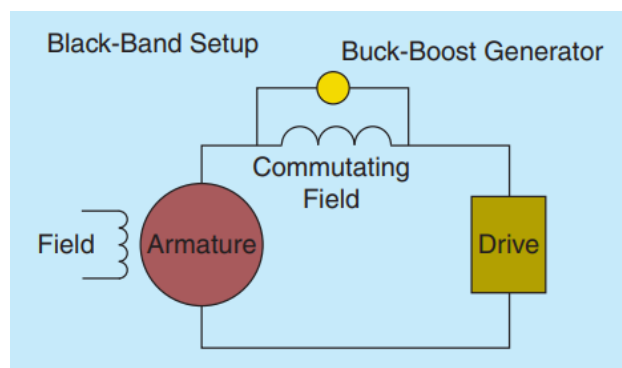 Black-Band Setup
Buck-Boost Generator
Commutating
Field
Field
Armature
Drive